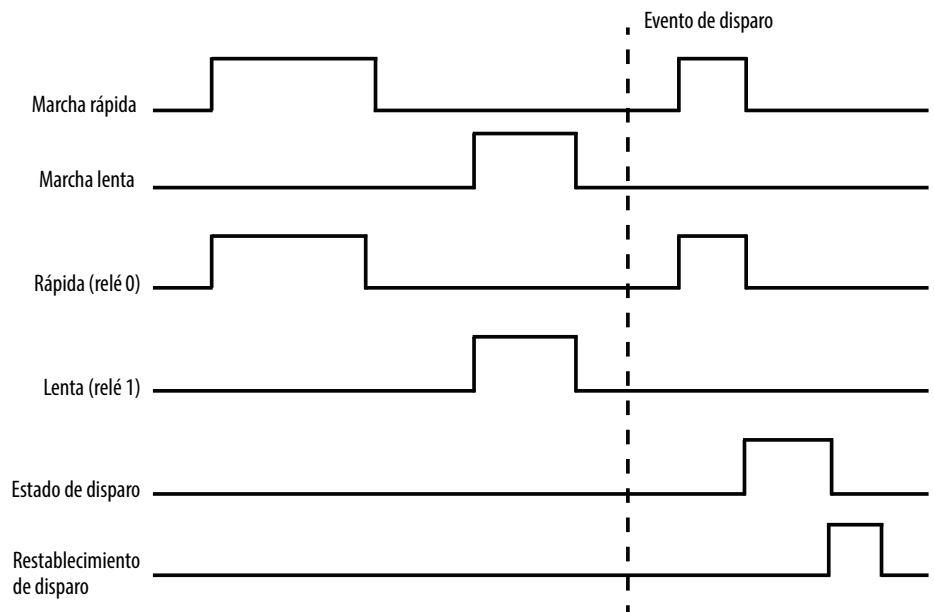 Evento de disparo
Marcha rápida
Marcha lenta
Rápida (relé 0)
Lenta (relé 1)
Estado de disparo
Restablecimiento
de disparo